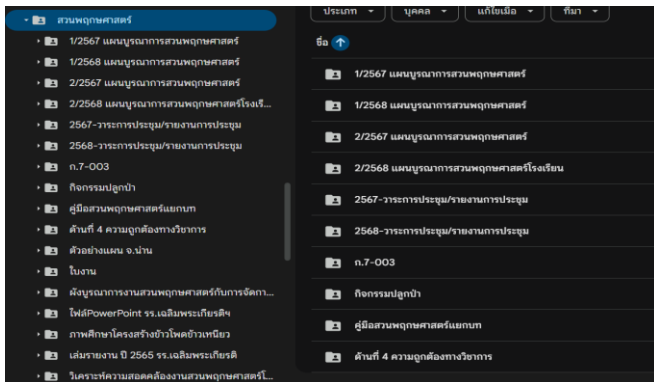 สวนพฤกษศาสตร์
1/2567 แผนบูรณาการสวนพฤกษศาสตร์
1/2568 แผนบูรณาการสวนพฤกษศาสตร์
2/2567 แผนบูรณาการสวนพฤกษศาสตร์
2/2568 แผนบูรณาการสวนพฤกษศาสตร์โรงเรี...
2567-วาระการประชุม/รายงานการประชุม
2568-วาระการประชุม/รายงานการประชุม
ก.7-003
กิจกรรมปลูกป่า
คู่มือสวนพฤกษศาสตร์แยกบท
ด้านที่ 4 ความถูกต้องทางวิชาการ
ตัวอย่างแผน จ.น่าน
ใบงาน
ผังบูรณาการงานสวนพฤกษศาสตร์กับการจัดกา...
ไฟล์PowerPoint รร.เฉลิมพระเกียรติฯ
ภาพศึกษาโครงสร้างข้าวโพดข้าวเหนียว
เล่มรายงาน ปี 2565 รร.เฉลิมพระเกียรติ
วิเคราะห์ความสอดคล้องงานสวนพฤกษศาสตร์โ...
ประเภท บุคคล แก้ไขเมื่อ ที่มา
ชื่อ
1/2567 แผนบูรณาการสวนพฤกษศาสตร์
1/2568 แผนบูรณาการสวนพฤกษศาสตร์
2/2567 แผนบูรณาการสวนพฤกษศาสตร์
2/2568 แผนบูรณาการสวนพฤกษศาสตร์โรงเรียน
2567-วาระการประชุม/รายงานการประชุม
2568-วาระการประชุม/รายงานการประชุม
ก.7-003
กิจกรรมปลูกป่า
คู่มือสวนพฤกษศาสตร์แยกบท
ด้านที่ 4 ความถูกต้องทางวิชาการ